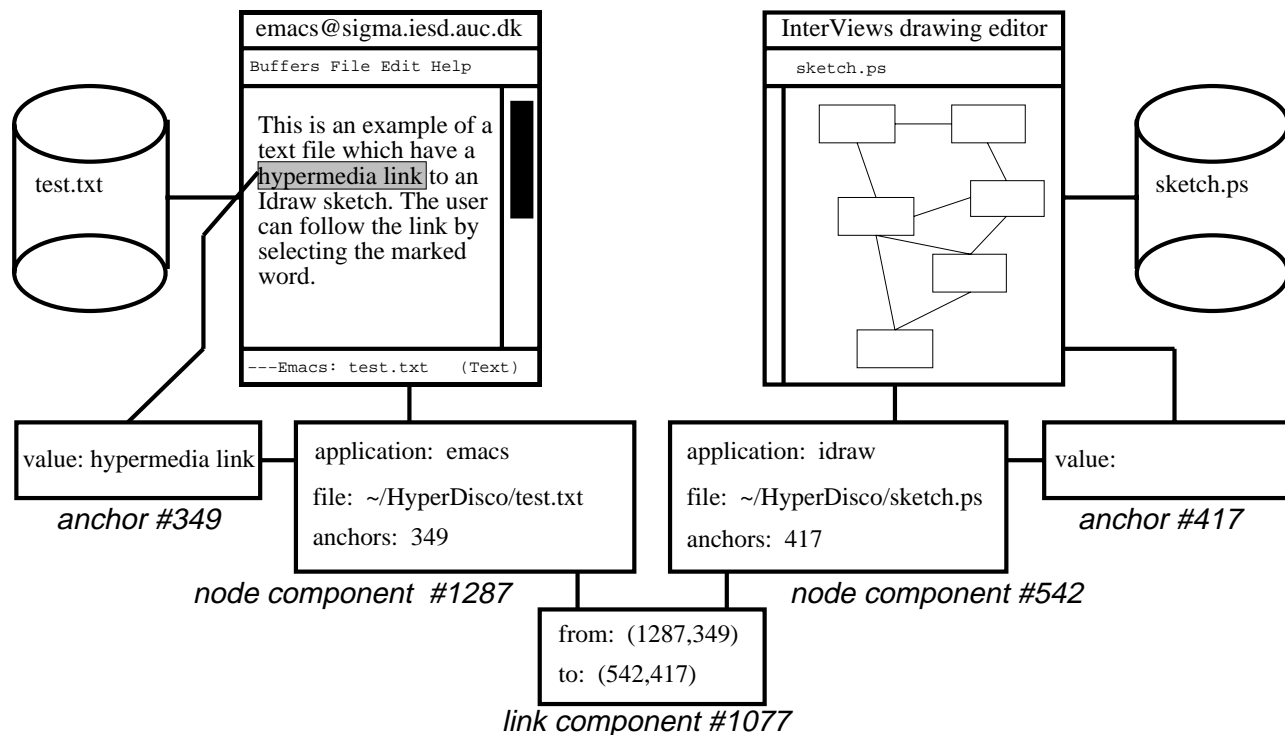 emacs@sigma.iesd.auc.dk
Buffers File Edit Help
This is an example of a
text file which have a
hypermedia link to an
Idraw sketch. The user
can follow the link by
selecting the marked
word.
---Emacs: test.txt (Text)
test.txt
InterViews drawing editor
sketch.ps
sketch.ps
value: hypermedia link
anchor #349
application: emacs
file: ~/HyperDisco/test.txt
anchors: 349
node component #1287
application: idraw
file: ~/HyperDisco/sketch.ps
anchors: 417
node component #542
value:
anchor #417
from: (1287,349)
to: (542,417)
link component #1077